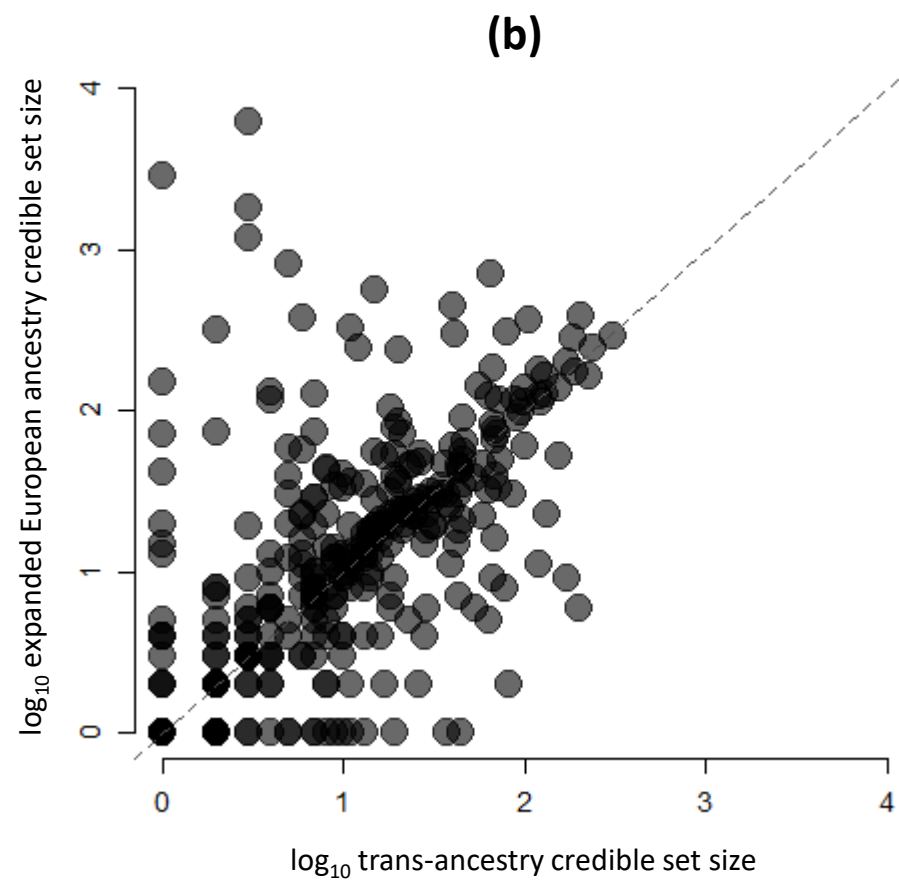 (b)
log10 expanded European ancestry credible set size
4
3
2
1
0
0 1 2 3 4
log10 trans-ancestry credible set size